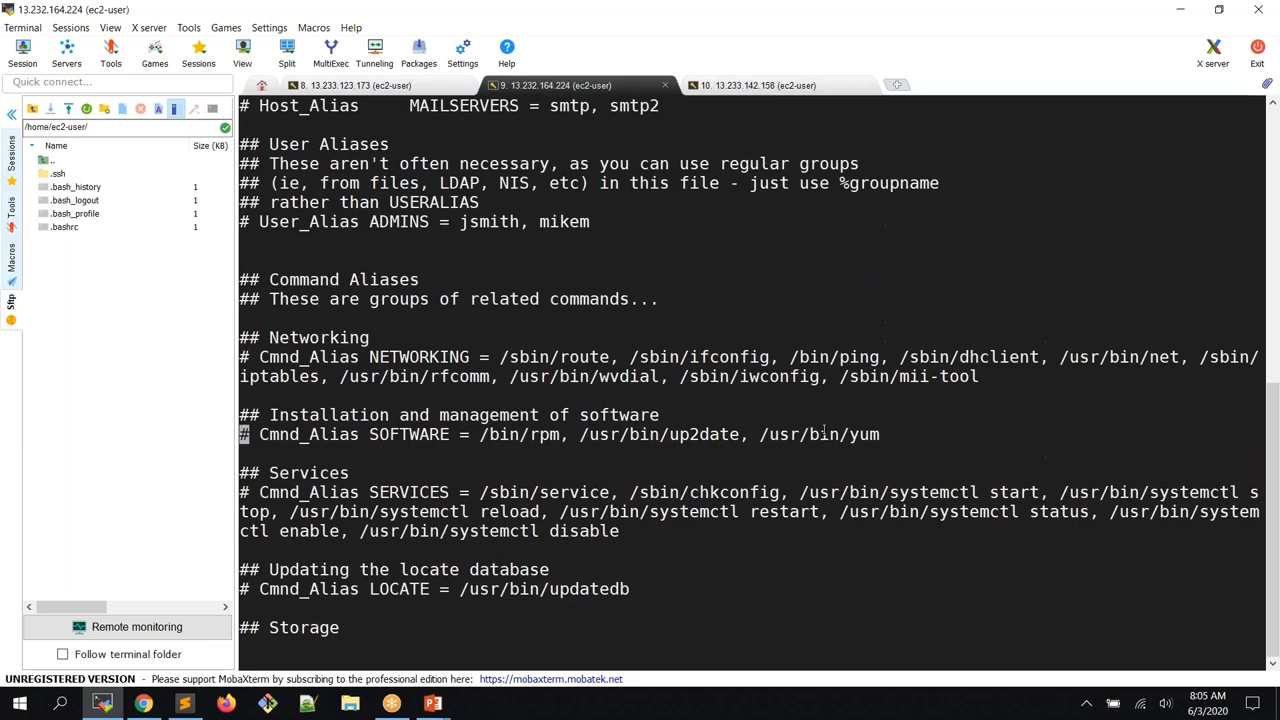 13.232.164.224 (ec2-user)
Terminal Sessions View X server Tools Games Settings Macros Help
Session Servers Tools Games Sessions View Split MultiExec Tunneling Packages Settings Help X server Exit
Quick connect...
8. 13.233.123.173 (ec2-user)
9. 13.232.164.224 (ec2-user)
10. 13.233.142.158 (ec2-user)
/home/ec2-user/
Name Size (KB)
..
.ssh
.bash_history 1
.bash_logout 1
.bash_profile 1
.bashrc 1
Sessions
Tools
Macros
Sftp
Remote monitoring
Follow terminal folder
# Host_Alias     MAILSERVERS = smtp, smtp2
## User Aliases
## These aren't often necessary, as you can use regular groups
## (ie, from files, LDAP, NIS, etc) in this file - just use %groupname
## rather than USERALIAS
# User_Alias ADMINS = jsmith, mikem
## Command Aliases
## These are groups of related commands...
## Networking
# Cmnd_Alias NETWORKING = /sbin/route, /sbin/ifconfig, /bin/ping, /sbin/dhclient, /usr/bin/net, /sbin/
iptables, /usr/bin/rfcomm, /usr/bin/wvdial, /sbin/iwconfig, /sbin/mii-tool
## Installation and management of software
# Cmnd_Alias SOFTWARE = /bin/rpm, /usr/bin/up2date, /usr/bin/yum
## Services
# Cmnd_Alias SERVICES = /sbin/service, /sbin/chkconfig, /usr/bin/systemctl start, /usr/bin/systemctl s
top, /usr/bin/systemctl reload, /usr/bin/systemctl restart, /usr/bin/systemctl status, /usr/bin/system
ctl enable, /usr/bin/systemctl disable
## Updating the locate database
# Cmnd_Alias LOCATE = /usr/bin/updatedb
## Storage
UNREGISTERED VERSION - Please support MobaXterm by subscribing to the professional edition here: https://mobaxterm.mobatek.net
8:05 AM
6/3/2020